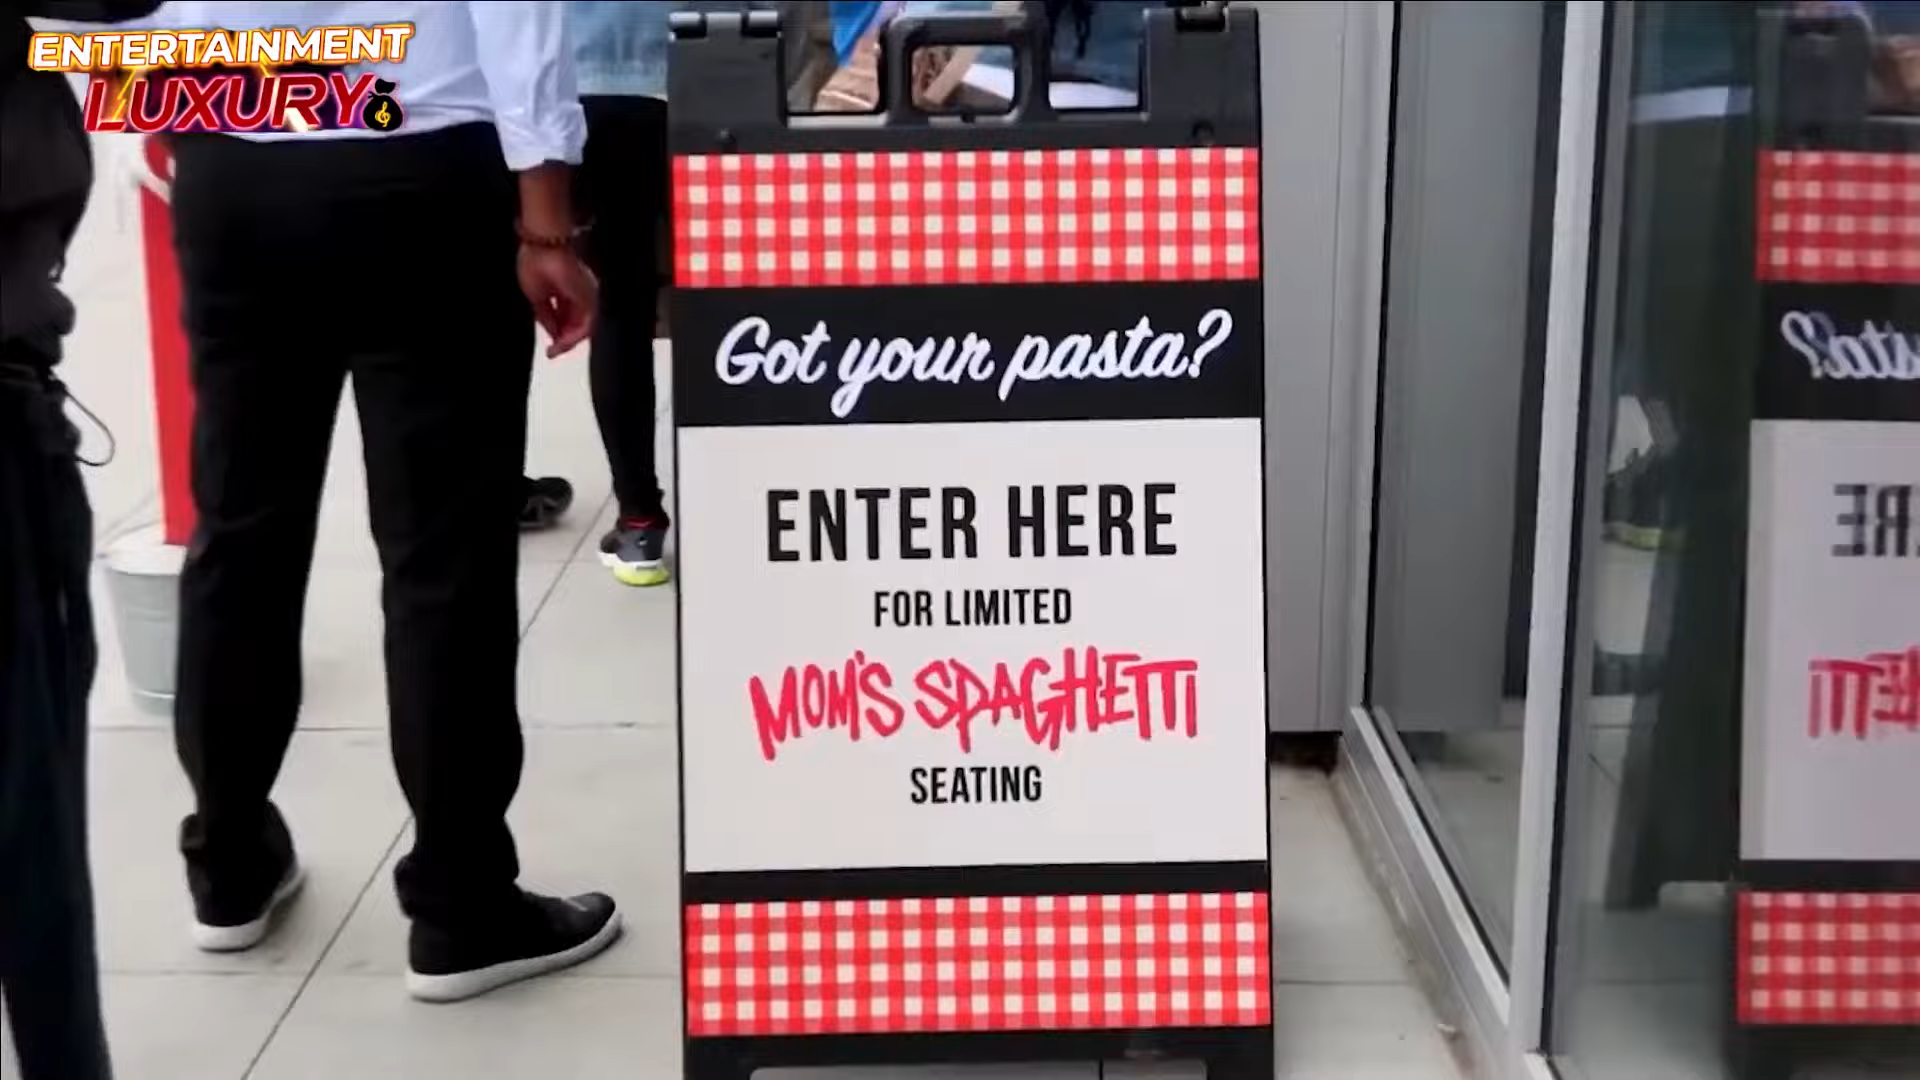 ENTERTAINMENT
LUXURY
Got your pasta?
ENTER HERE
FOR LIMITED
MOM'S SPAGHETTI
SEATING